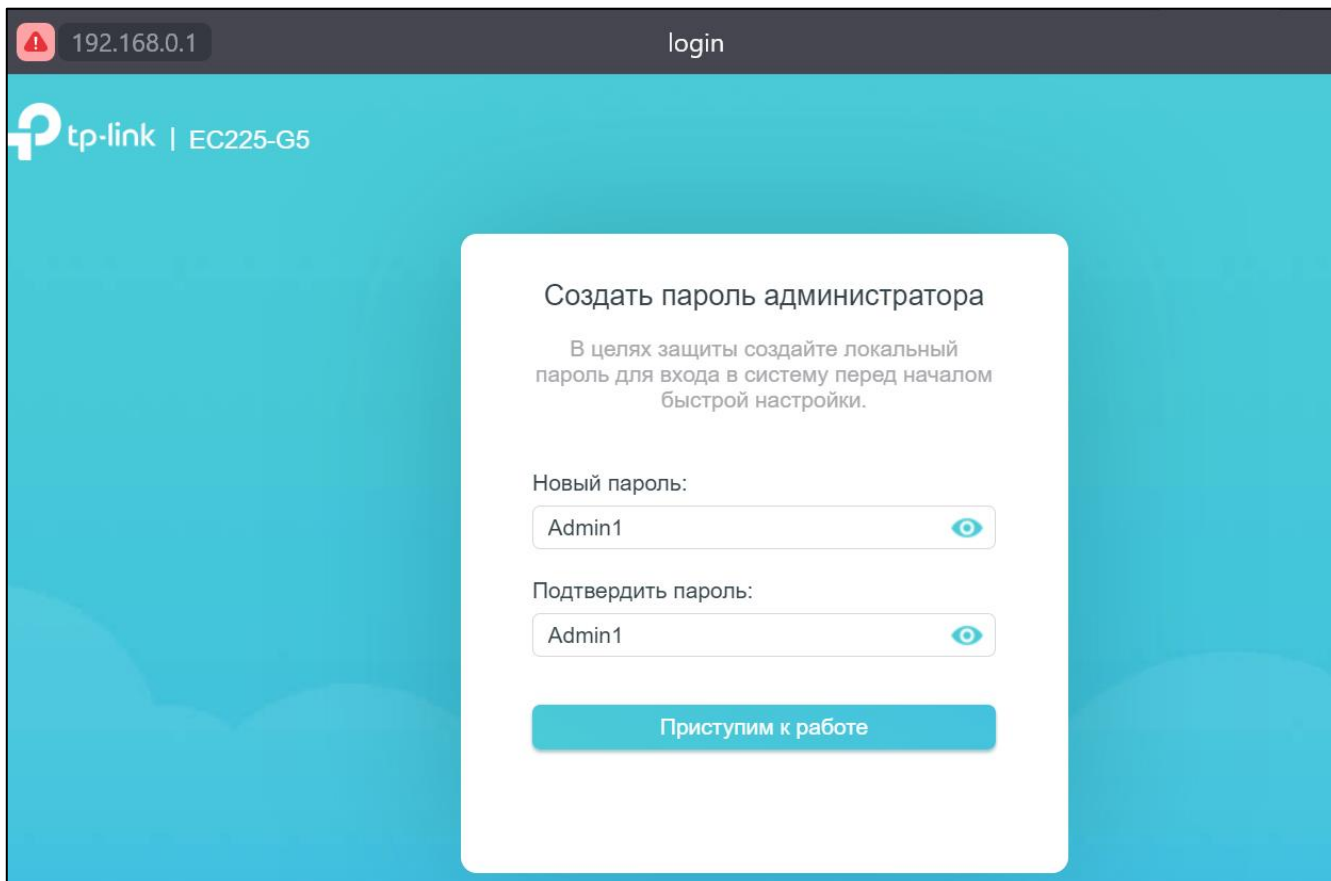 192.168.0.1 login
tp-link | EC225-G5
Создать пароль администратора
В целях защиты создайте локальный
пароль для входа в систему перед началом
быстрой настройки.
Новый пароль:
Admin1
Подтвердить пароль:
Admin1
Приступим к работе